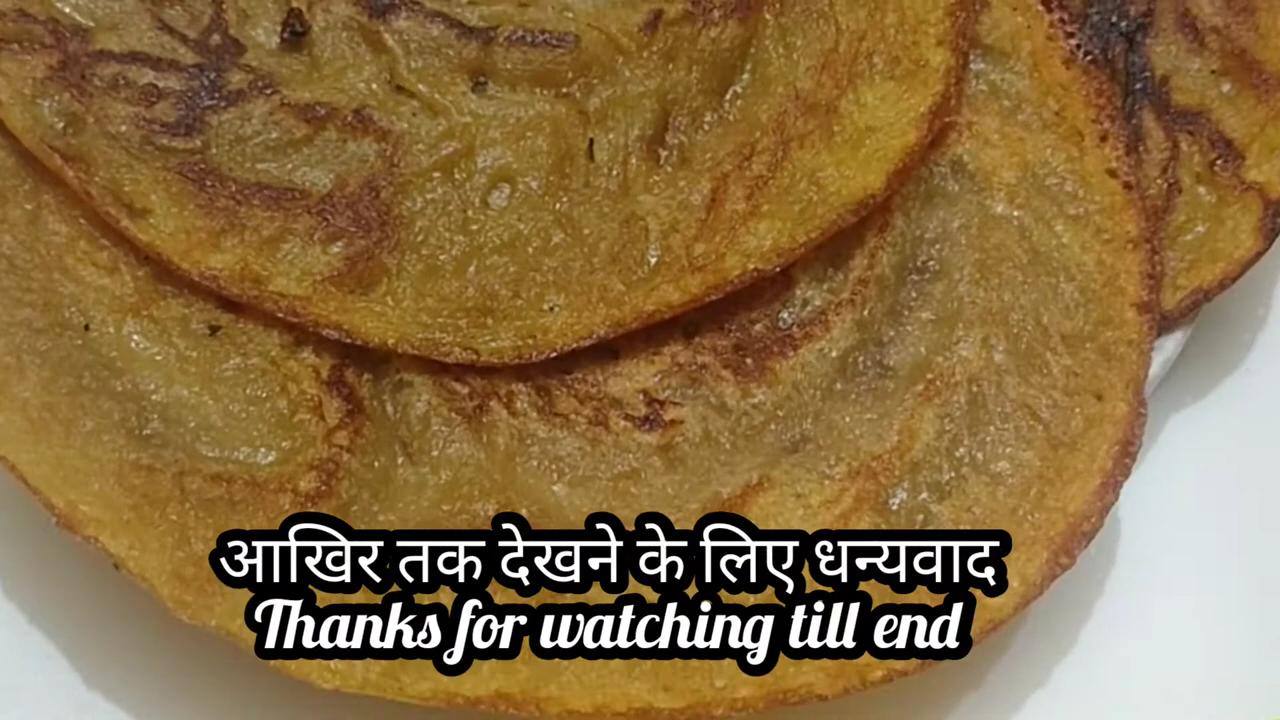 आखिर तक देखने के लिए धन्यवाद
Thanks for watching till end